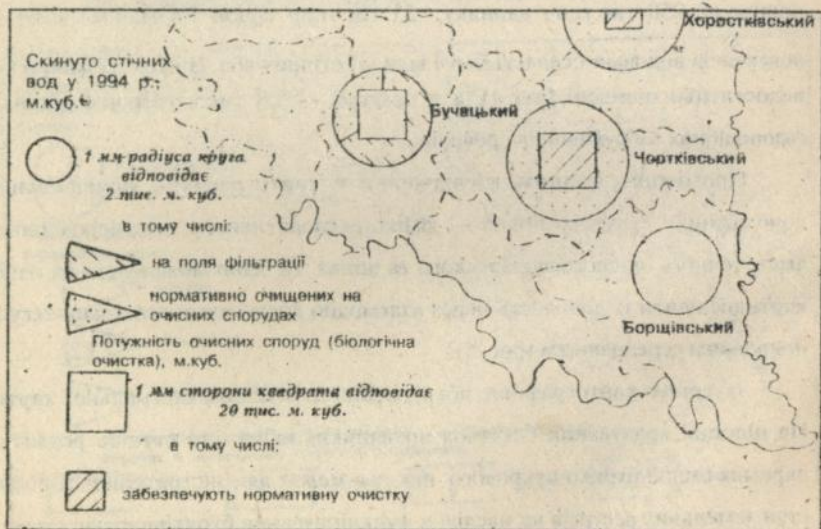 Скинуто стічних
вод у 1994 р.,
м.куб.
1 мм радіуса круга
відповідає
2 тис. м. куб.
в тому числі:
на поля фільтрації
нормативно очищених на
очисних спорудах
Потужність очисних споруд (біологічна
очистка), м.куб.
1 мм сторони квадрата відповідає
20 тис. м. куб.
в тому числі:
забезпечують нормативну очистку
Хоростківський
Бучацький
Чортківський
Борщівський